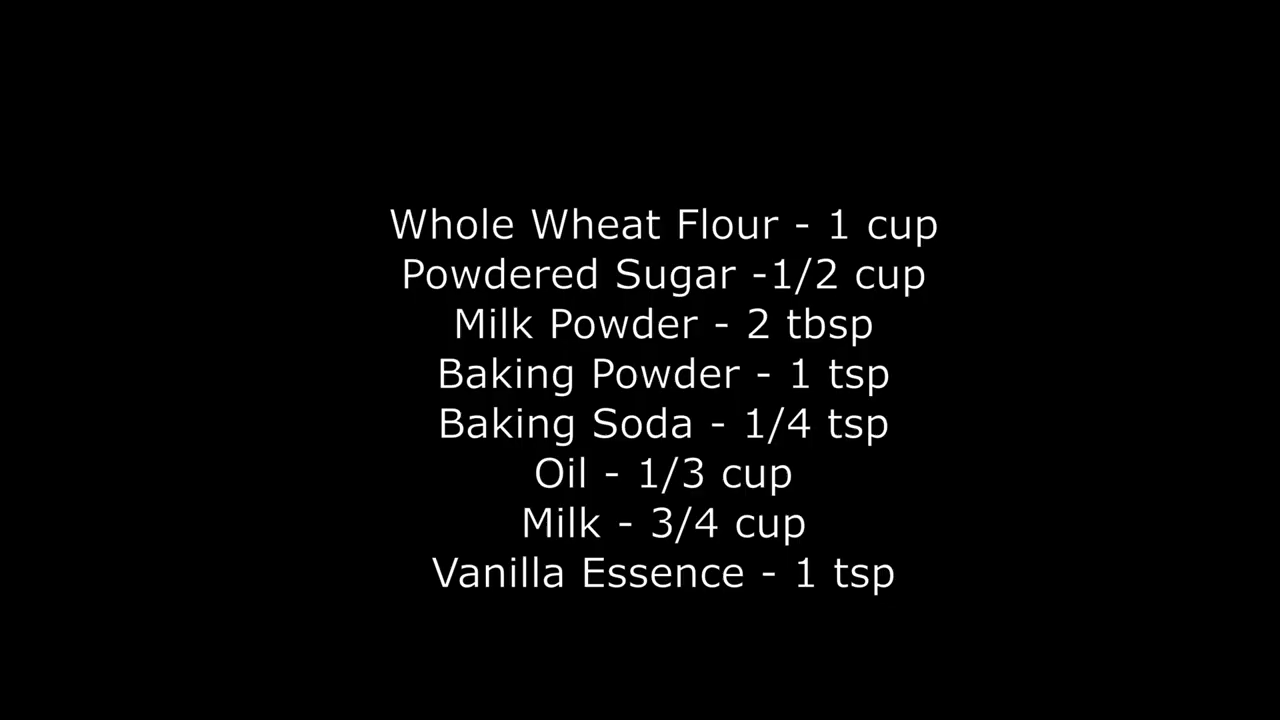 Whole Wheat Flour - 1 cup
Powdered Sugar -1/2 cup
Milk Powder - 2 tbsp
Baking Powder - 1 tsp
Baking Soda - 1/4 tsp
Oil - 1/3 cup
Milk - 3/4 cup
Vanilla Essence - 1 tsp